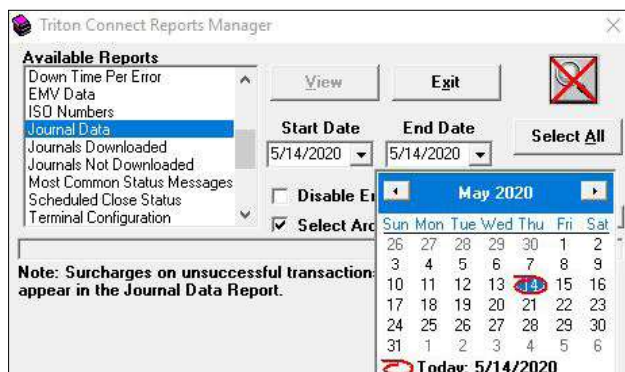 Triton Connect Reports Manager
Available Reports
Down Time Per Error
EMV Data
ISO Numbers
Journal Data
Journals Downloaded
Journals Not Downloaded
Most Common Status Messages
Scheduled Close Status
Terminal Configuration
View
Exit
Start Date
End Date
Select All
5/14/2020
5/14/2020
Disable
Select
May 2020
Sun Mon Tue Wed Thu Fri Sat
26 27 28 29 30 1 2
3 4 5 6 7 8 9
10 11 12 13 14 15 16
17 18 19 20 21 22 23
24 25 26 27 28 29 30
31 1 2 3 4 5 6
Today: 5/14/2020
Note: Surcharges on unsuccessful transaction
appear in the Journal Data Report.